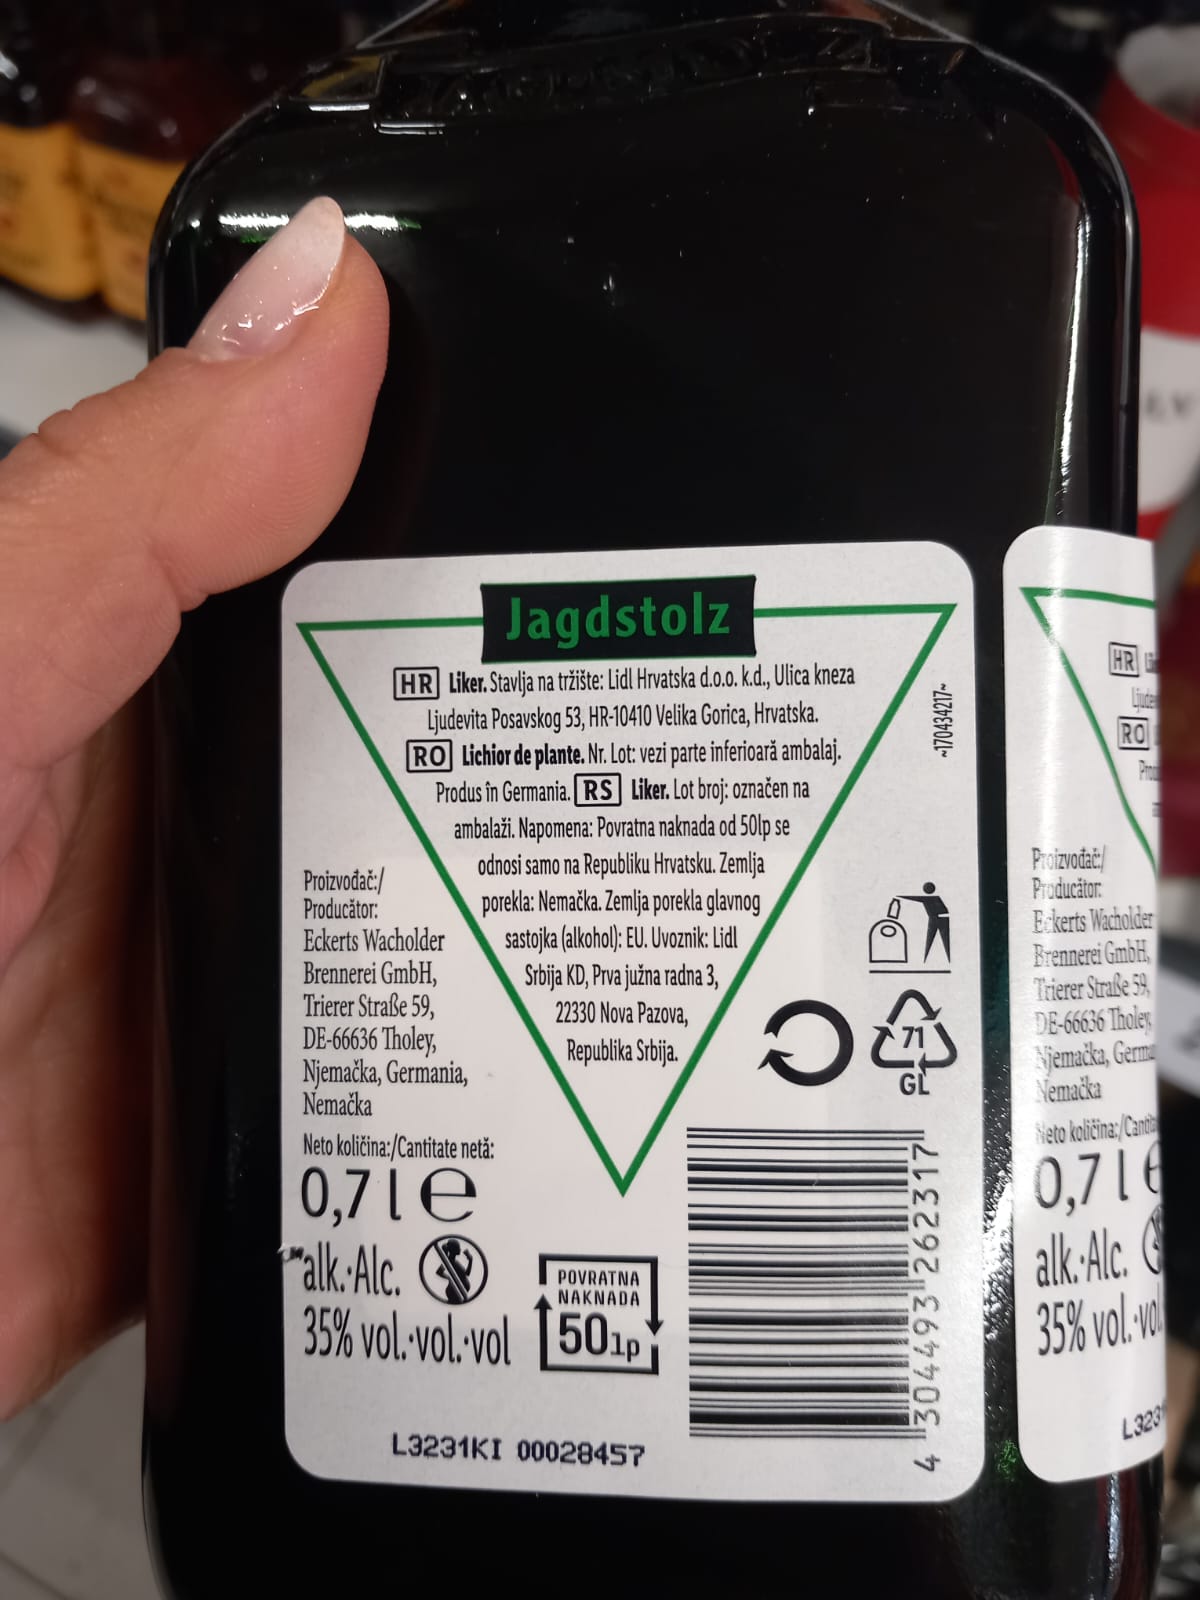 Jagdstolz
HR Liker. Stavlja na tržište: Lidl Hrvatska d.o.o. k.d., Ulica kneza
Ljudevita Posavskog 53, HR-10410 Velika Gorica, Hrvatska.
RO Lichior de plante. Nr. Lot: vezi parte inferioară ambalaj.
Produs în Germania. RS Liker. Lot broj: označen na
ambalaži. Napomena: Povratna naknada od 50lp se
odnosi samo na Republiku Hrvatsku. Zemlja
porekla: Nemačka. Zemlja porekla glavnog
sastojka (alkohol): EU. Uvoznik: Lidl
Srbija KD, Prva južna radna 3,
22330 Nova Pazova,
Republika Srbija.
~170434217~
Proizvođač:/
Producător:
Eckerts Wacholder
Brennerei GmbH,
Trierer Straße 59,
DE-66636 Tholey,
Njemačka, Germania,
Nemačka
Neto količina:/Cantitate netă:
0,7 l e
alk.·Alc.
35% vol.·vol.·vol
POVRATNA
NAKNADA
50lp
71
GL
4 304493 262317
L3231KI 00028457
HR
RO
Proizvođač:/
Producător:
Eckerts Wacholder
Brennerei GmbH,
Trierer Straße 59,
DE-66636 Tholey,
Njemačka,
Nemačka
Neto količina:/
0,7 l e
alk.·Alc.
35% vol.·vol.
L323